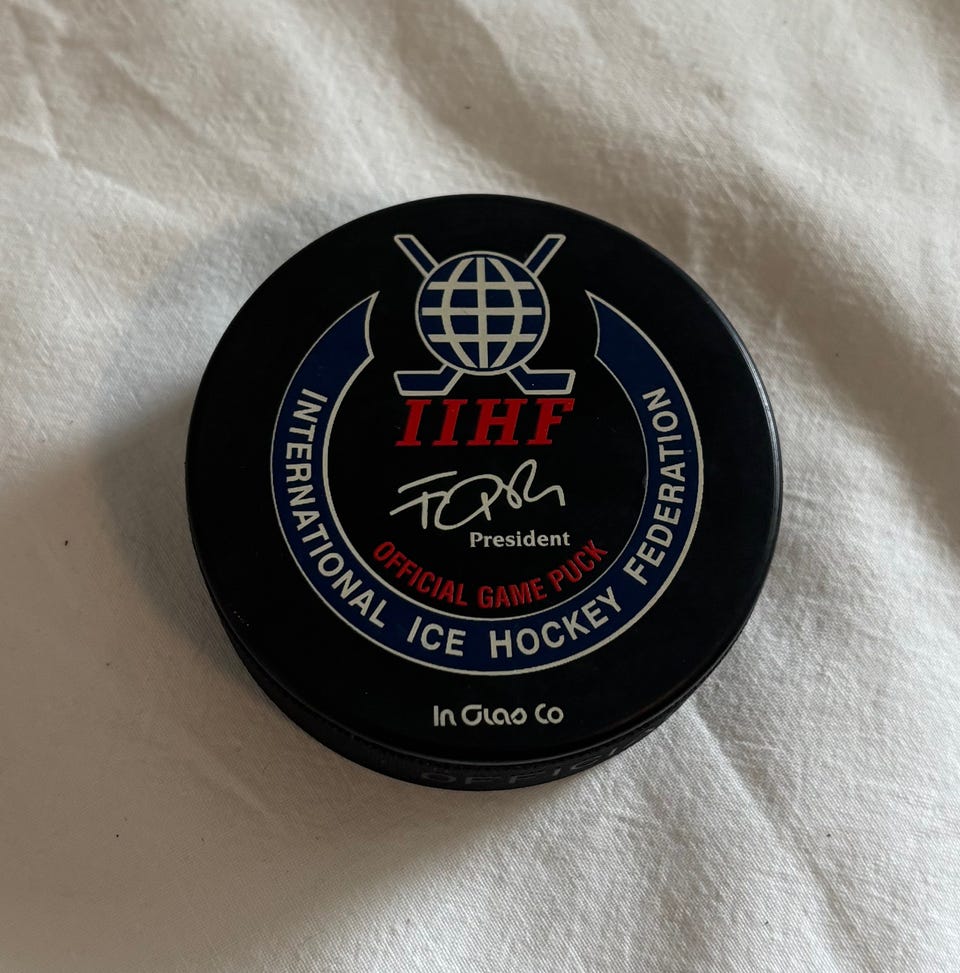 IIHF
President
OFFICIAL GAME PUCK
INTERNATIONAL ICE HOCKEY FEDERATION
In Glas Co